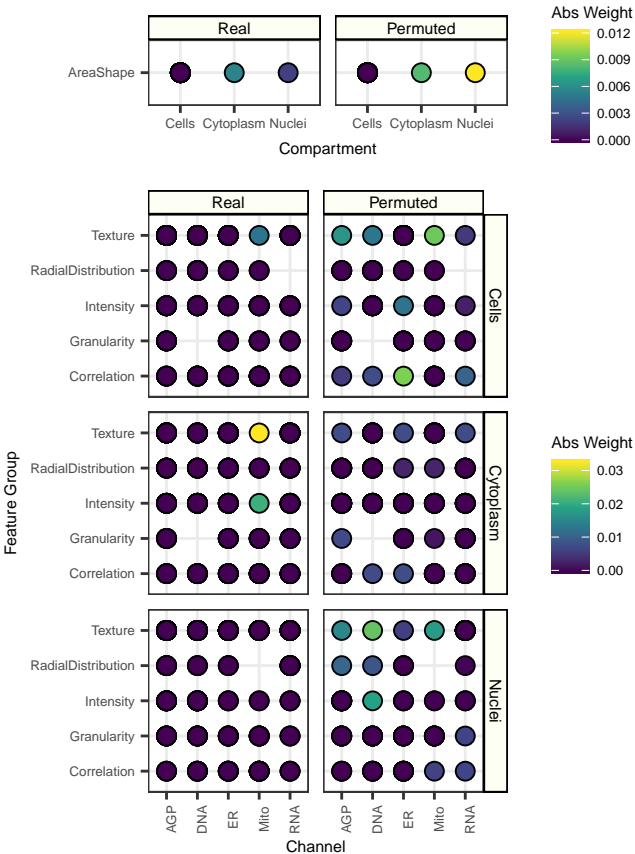 Real Permuted
AreaShape
Cells Cytoplasm Nuclei Cells Cytoplasm Nuclei
Compartment
Abs Weight
0.012
0.009
0.006
0.003
0.000
Real Permuted
Feature Group
Texture
RadialDistribution
Intensity
Granularity
Correlation
Cells
Texture
RadialDistribution
Intensity
Granularity
Correlation
Cytoplasm
Texture
RadialDistribution
Intensity
Granularity
Correlation
Nuclei
AGP DNA ER Mito RNA AGP DNA ER Mito RNA
Channel
Abs Weight
0.03
0.02
0.01
0.00